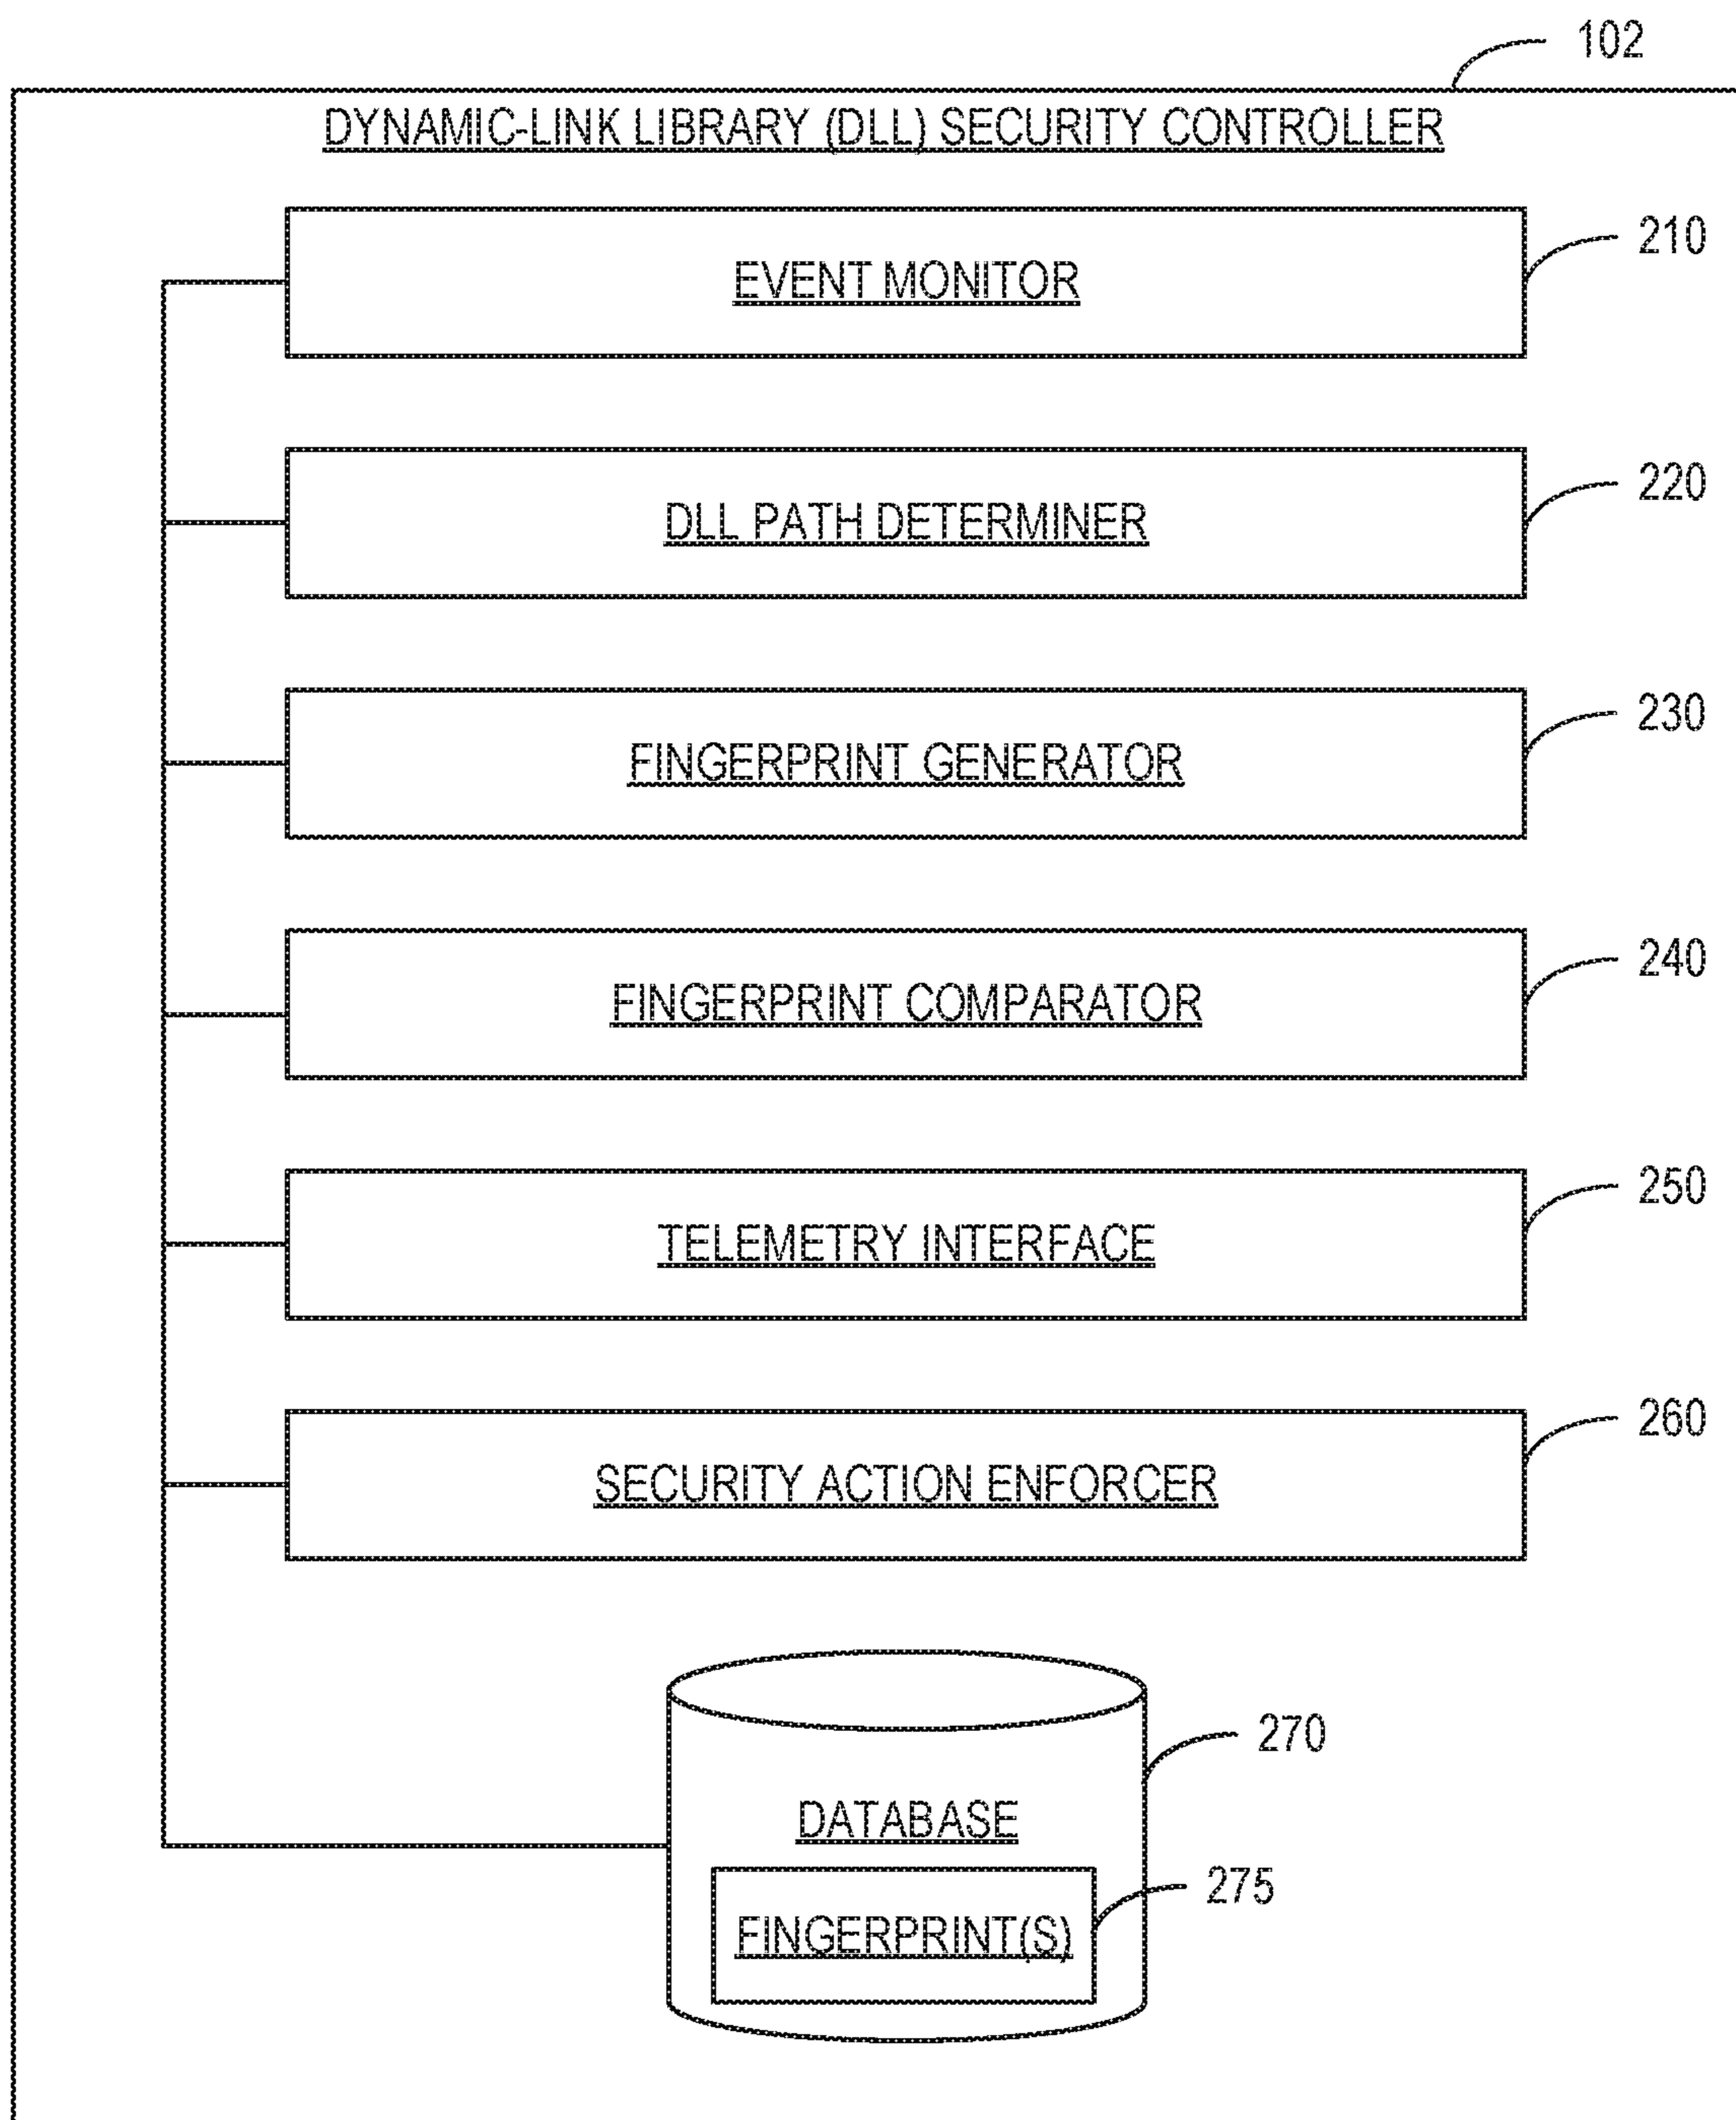 102
DYNAMIC-LINK LIBRARY (DLL) SECURITY CONTROLLER
210
EVENT MONITOR
220
DLL PATH DETERMINER
230
FINGERPRINT GENERATOR
240
FINGERPRINT COMPARATOR
250
TELEMETRY INTERFACE
260
SECURITY ACTION ENFORCER
270
DATABASE
275
FINGERPRINT(S)